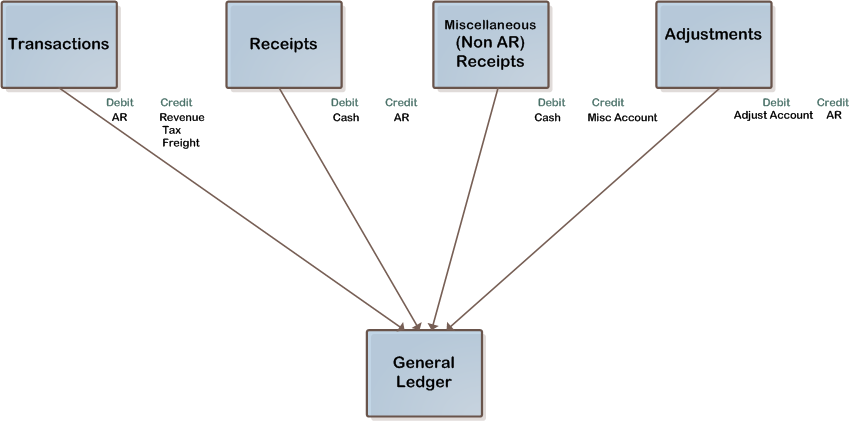 Transactions
Receipts
Miscellaneous
(Non AR)
Receipts
Adjustments
Debit Credit
AR Revenue
Tax
Freight
Debit Credit
Cash AR
Debit Credit
Cash Misc Account
Debit Credit
Adjust Account AR
General
Ledger